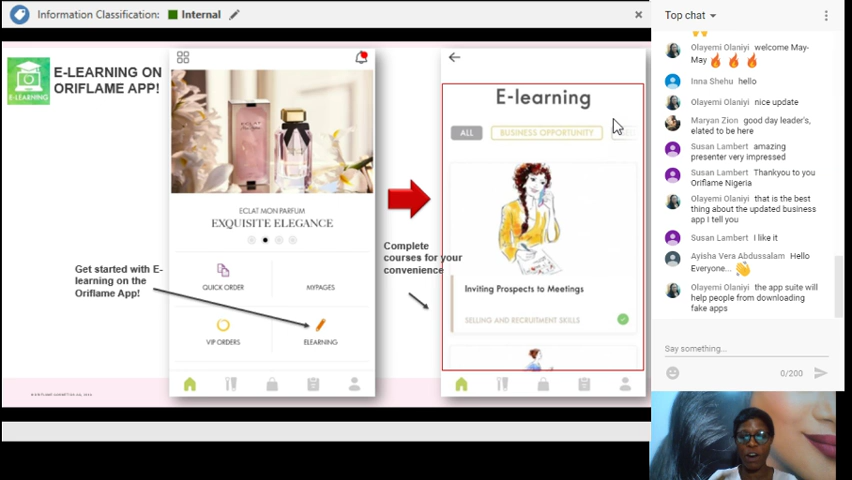 Information Classification: Internal
E-LEARNING
E-LEARNING ON
ORIFLAME APP!
ECLAT MON PARFUM
EXQUISITE ELEGANCE
QUICK ORDER
MYPAGES
VIP ORDERS
ELEARNING
Get started with E-
learning on the
Oriflame App!
Complete
courses for your
convenience
E-learning
ALL
BUSINESS OPPORTUNITY
Inviting Prospects to Meetings
SELLING AND RECRUITMENT SKILLS
Top chat
Olayemi Olaniyi welcome May-
May
Inna Shehu hello
Olayemi Olaniyi nice update
Maryan Zion good day leader's,
elated to be here
Susan Lambert amazing
presenter very impressed
Susan Lambert Thankyou to you
Oriflame Nigeria
Olayemi Olaniyi that is the best
thing about the updated business
app I tell you
Susan Lambert I like it
Ayisha Vera Abdussalam Hello
Everyone...
Olayemi Olaniyi the app suite will
help people from downloading
fake apps
Say something...
0/200